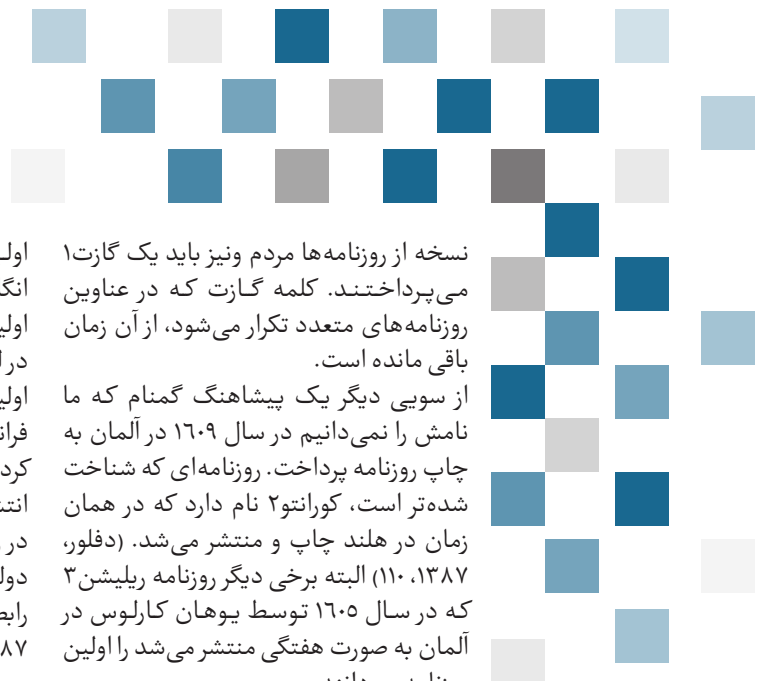 نسخه از روزنامه‌ها مردم ونیز باید یک گازت۱
می‌پرداختند. کلمه گازت که در عناوین
روزنامه‌های متعدد تکرار می‌شود، از آن زمان
باقی مانده است.
از سویی دیگر یک پیشاهنگ گمنام که ما
نامش را نمی‌دانیم در سال ۱۶۰۹ در آلمان به
چاپ روزنامه پرداخت. روزنامه‌ای که شناخت
شده‌تر است، کورانتو۲ نام دارد که در همان
زمان در هلند چاپ و منتشر می‌شد. (دفلور،
۱۳۸۷، ۱۱۰) البته برخی دیگر روزنامه ریلیشن۳
که در سال ۱۶۰۵ توسط یوهان کارلوس در
آلمان به صورت هفتگی منتشر می‌شد را اولین